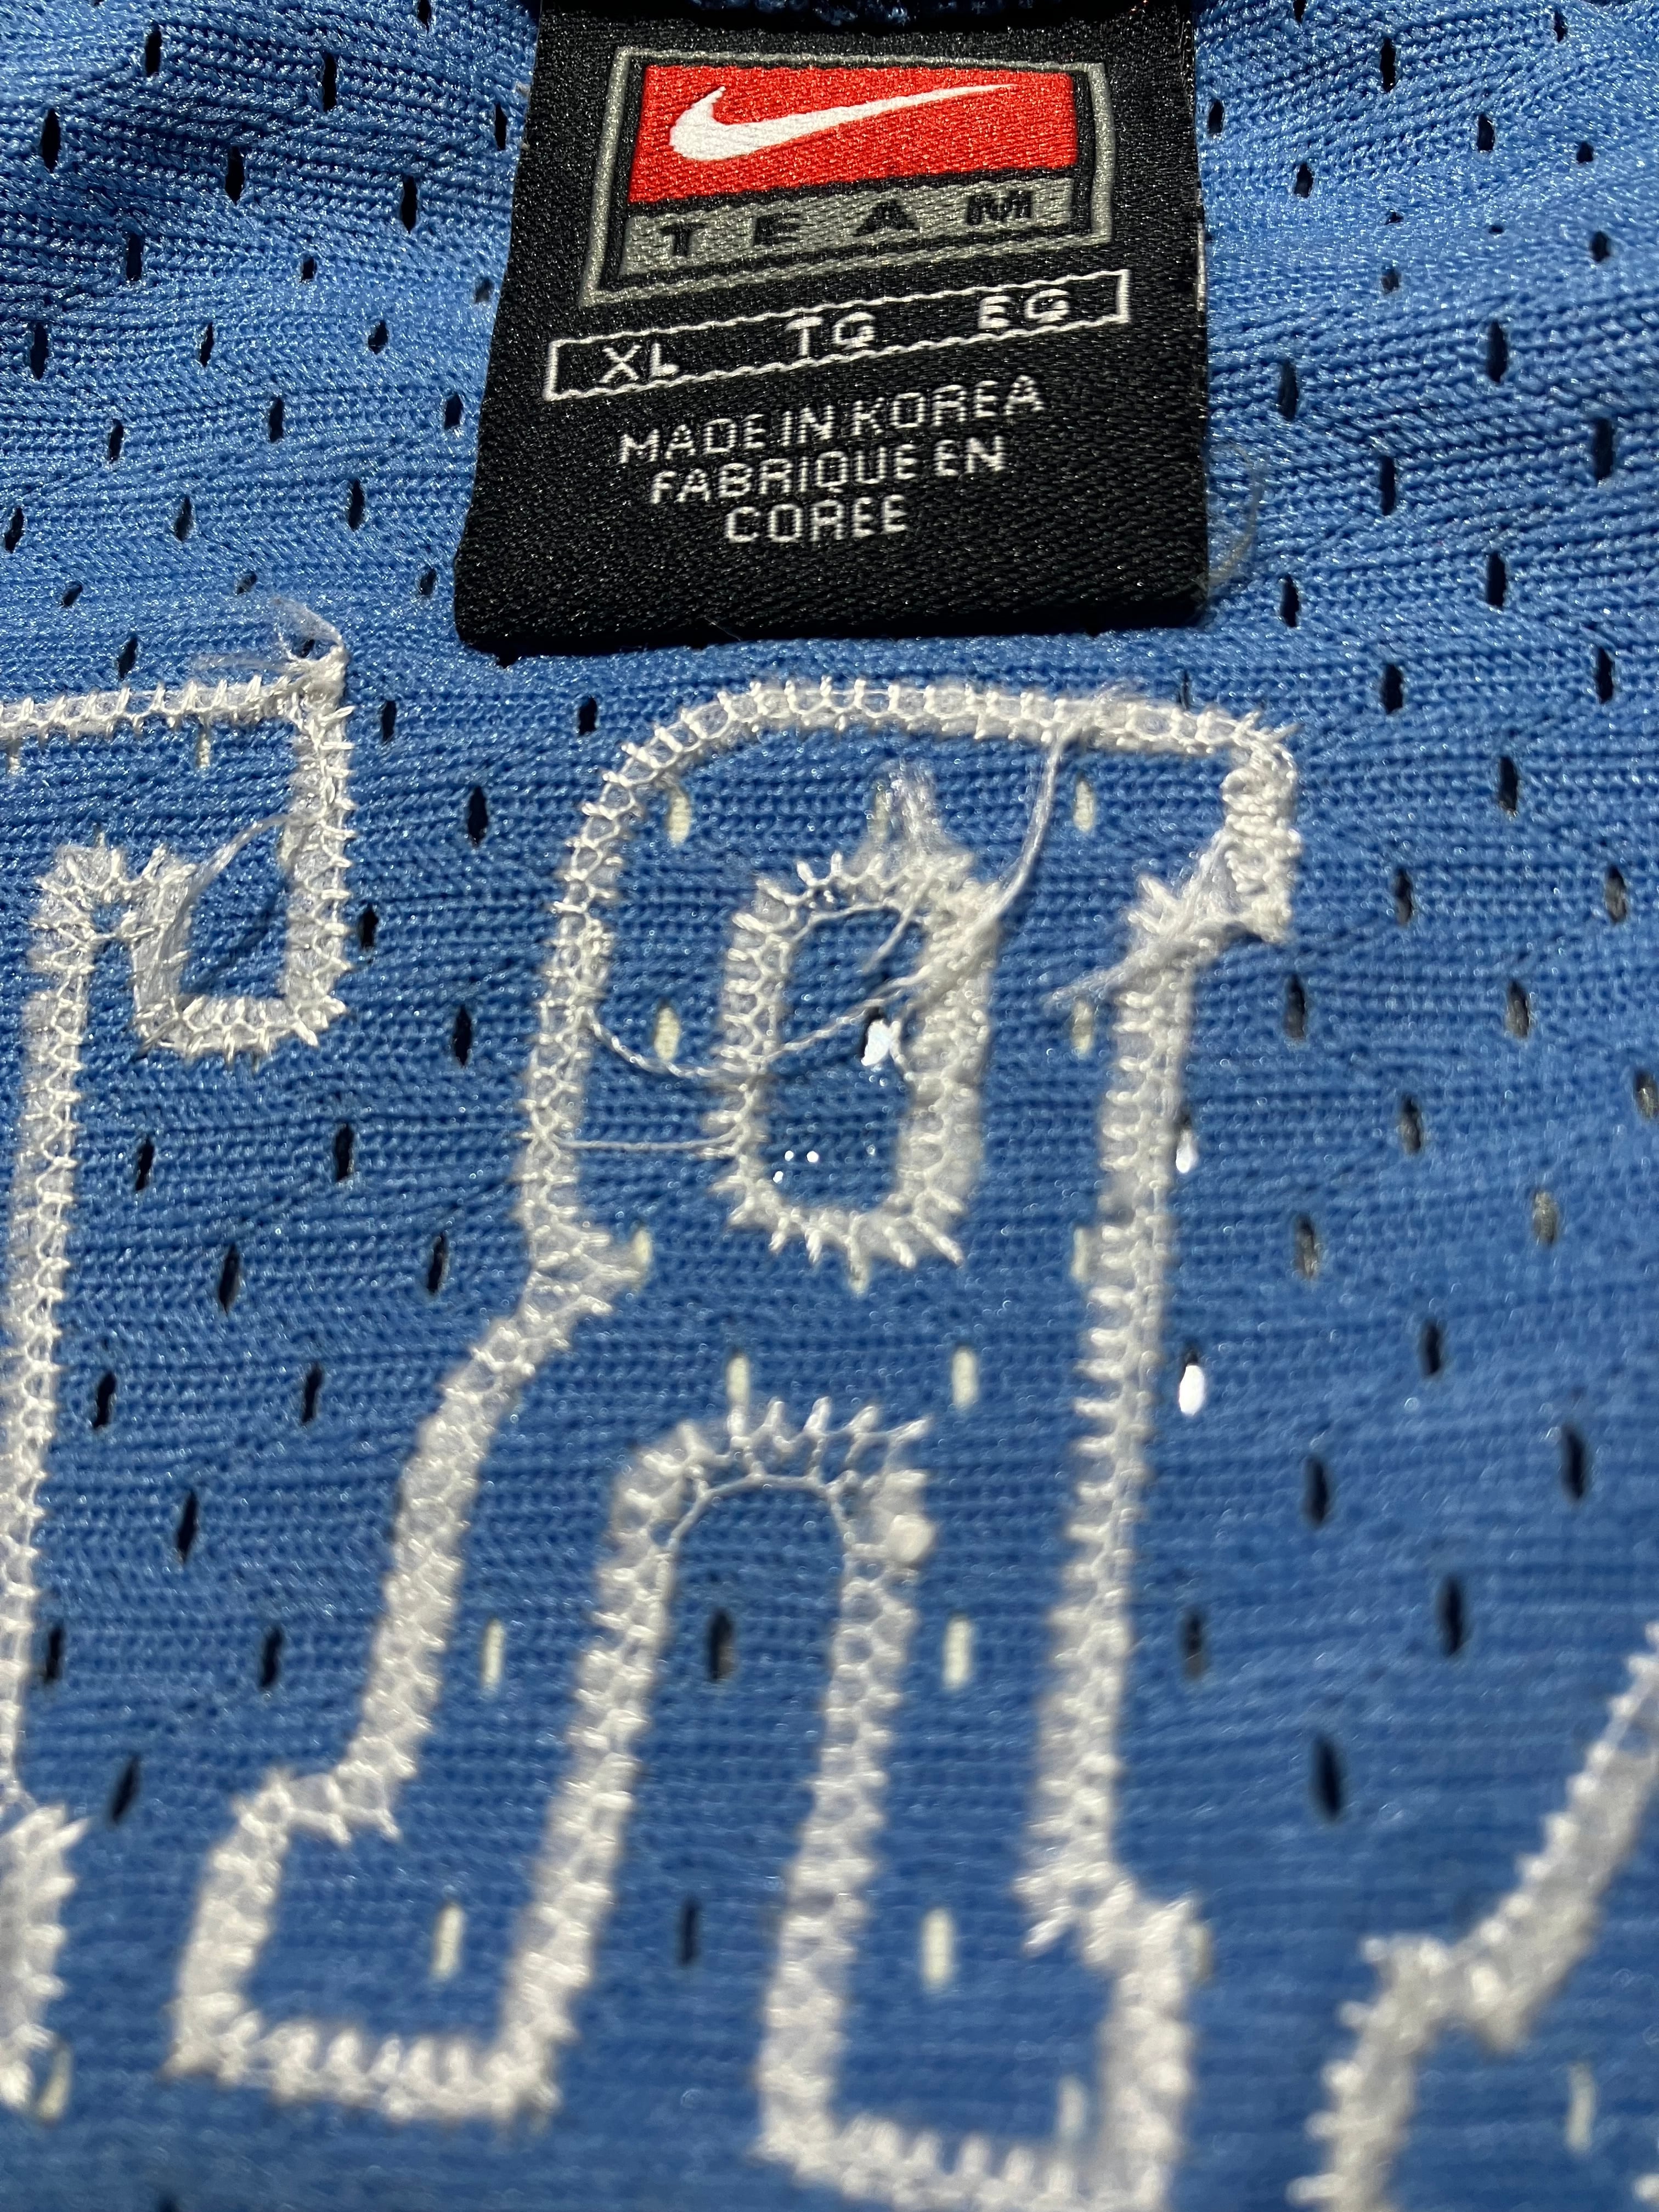 TEAM
XL TG EG
MADE IN KOREA
FABRIQUE EN
COREE